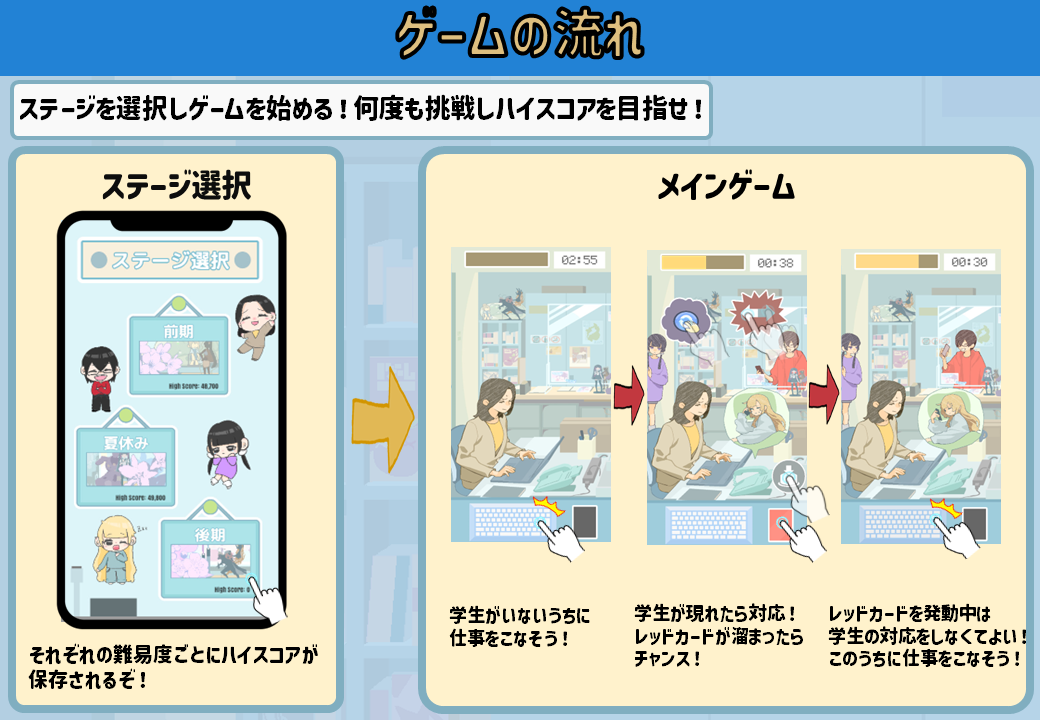 ゲームの流れ
ステージを選択しゲームを始める！何度も挑戦しハイスコアを目指せ！
ステージ選択
ステージ選択
前期
High Score: 48,700
夏休み
High Score: 49,800
後期
High Score: 0
それぞれの難易度ごとにハイスコアが
保存されるぞ！
メインゲーム
02:55
00:38
00:30
学生がいないうちに
仕事をこなそう！
学生が現れたら対応！
レッドカードが溜まったら
チャンス！
レッドカードを発動中は
学生の対応をしなくてよい！
このうちに仕事をこなそう！